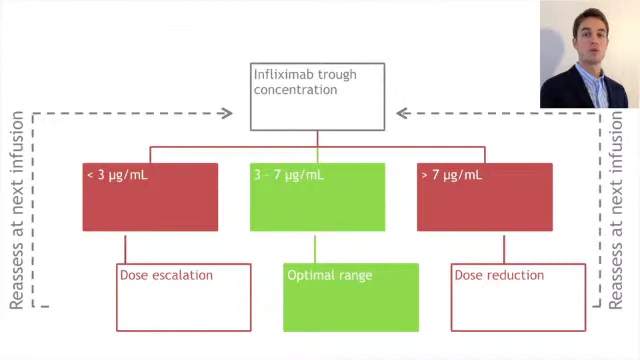 Infliximab trough
concentration
< 3 µg/mL
3 – 7 µg/mL
> 7 µg/mL
Dose escalation
Optimal range
Dose reduction
Reassess at next infusion
Reassess at next infusion